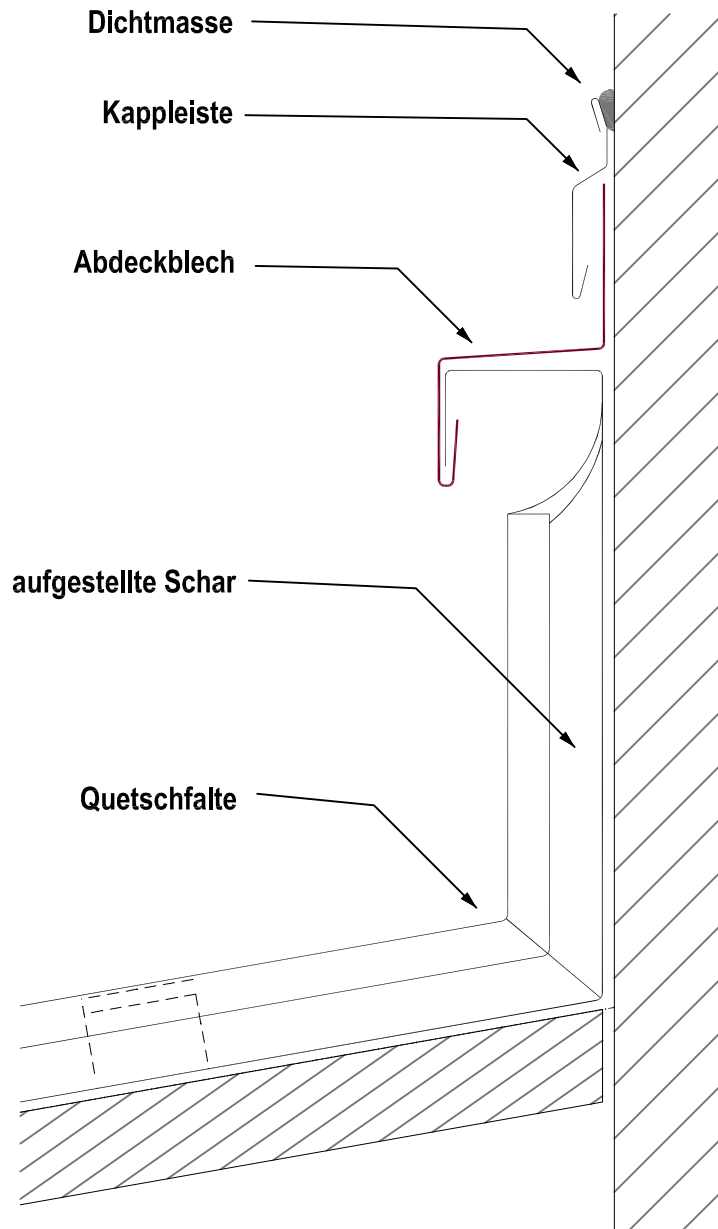 Dichtmasse
Kappleiste
Abdeckblech
aufgestellte Schar
Quetschfalte